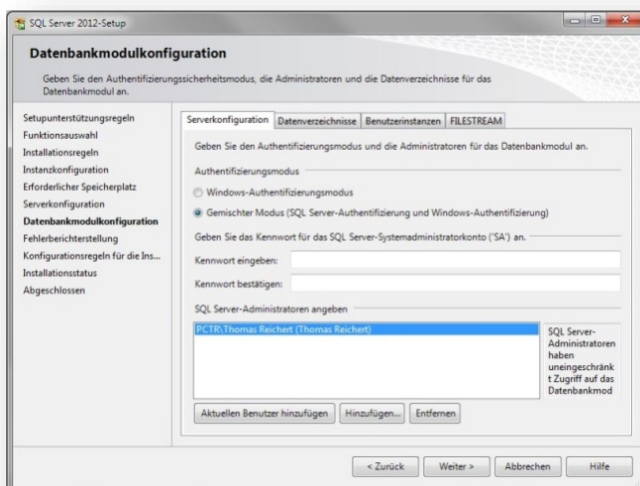 SQL Server 2012-Setup
Datenbankmodulkonfiguration
Geben Sie den Authentifizierungssicherheitsmodus, die Administratoren und die Datenverzeichnisse für das
Datenbankmodul an.
Setupunterstützungsregeln
Funktionsauswahl
Installationsregeln
Instanzkonfiguration
Erforderlicher Speicherplatz
Serverkonfiguration
Datenbankmodulkonfiguration
Fehlerberichterstellung
Konfigurationsregeln für die Ins...
Installationsstatus
Abgeschlossen
Serverkonfiguration Datenverzeichnisse Benutzerinstanzen FILESTREAM
Geben Sie den Authentifizierungsmodus und die Administratoren für das Datenbankmodul an.
Authentifizierungsmodus
Windows-Authentifizierungsmodus
Gemischter Modus (SQL Server-Authentifizierung und Windows-Authentifizierung)
Geben Sie das Kennwort für das SQL Server-Systemadministratorkonto ('SA') an.
Kennwort eingeben:
Kennwort bestätigen:
SQL Server-Administratoren angeben
PCTR\Thomas Reichert (Thomas Reichert)
SQL Server-
Administratoren
haben
uneingeschränk
t Zugriff auf das
Datenbankmod
Aktuellen Benutzer hinzufügen Hinzufügen... Entfernen
< Zurück Weiter > Abbrechen Hilfe